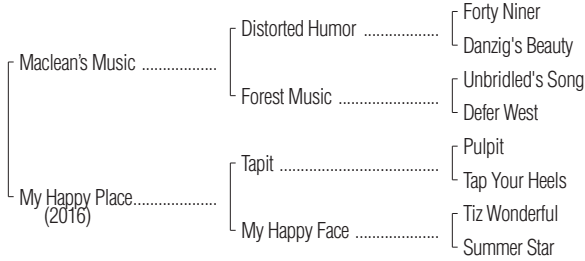 Forty Niner
Distorted Humor ..................
Danzig's Beauty
Maclean's Music ..................
Unbridled's Song
Forest Music ........................
Defer West
Pulpit
Tapit ......................................
Tap Your Heels
My Happy Place....................
(2016)
Tiz Wonderful
My Happy Face ....................
Summer Star